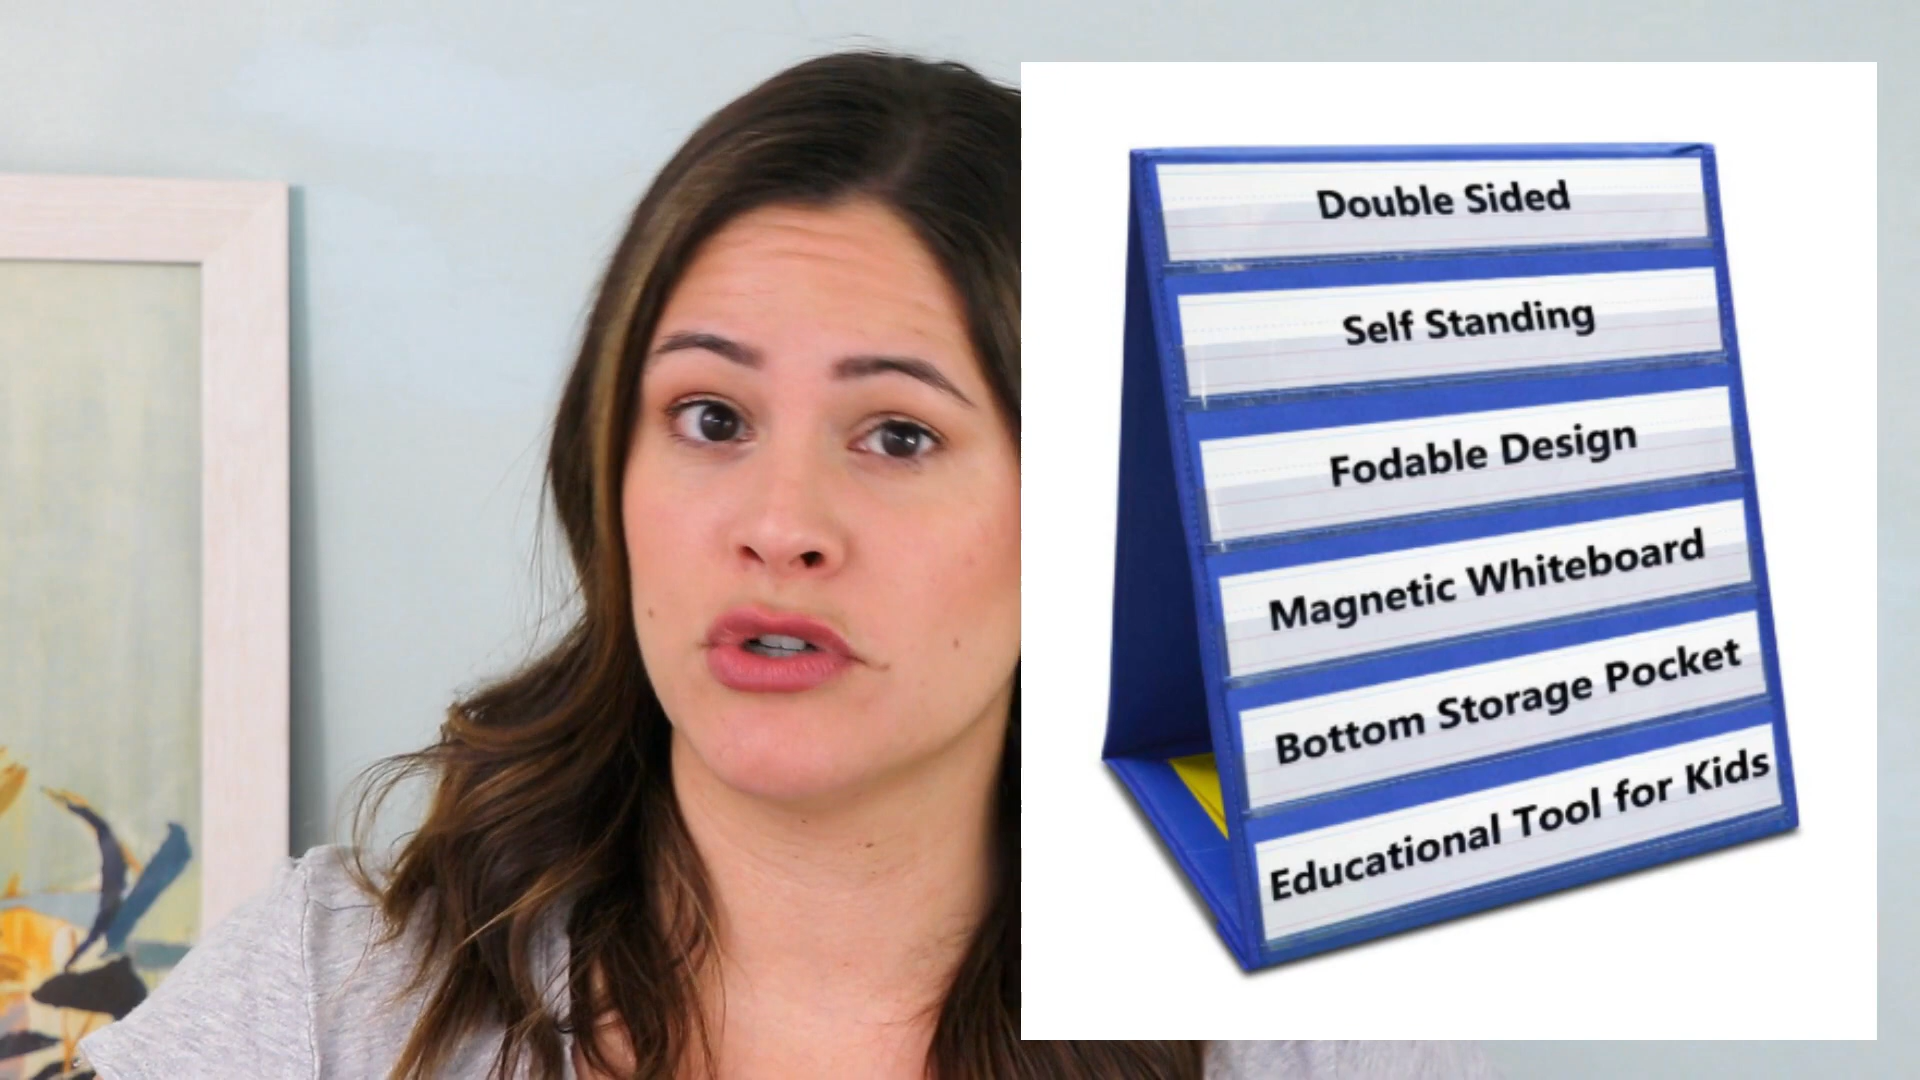 Double Sided
Self Standing
Fodable Design
Magnetic Whiteboard
Bottom Storage Pocket
Educational Tool for Kids